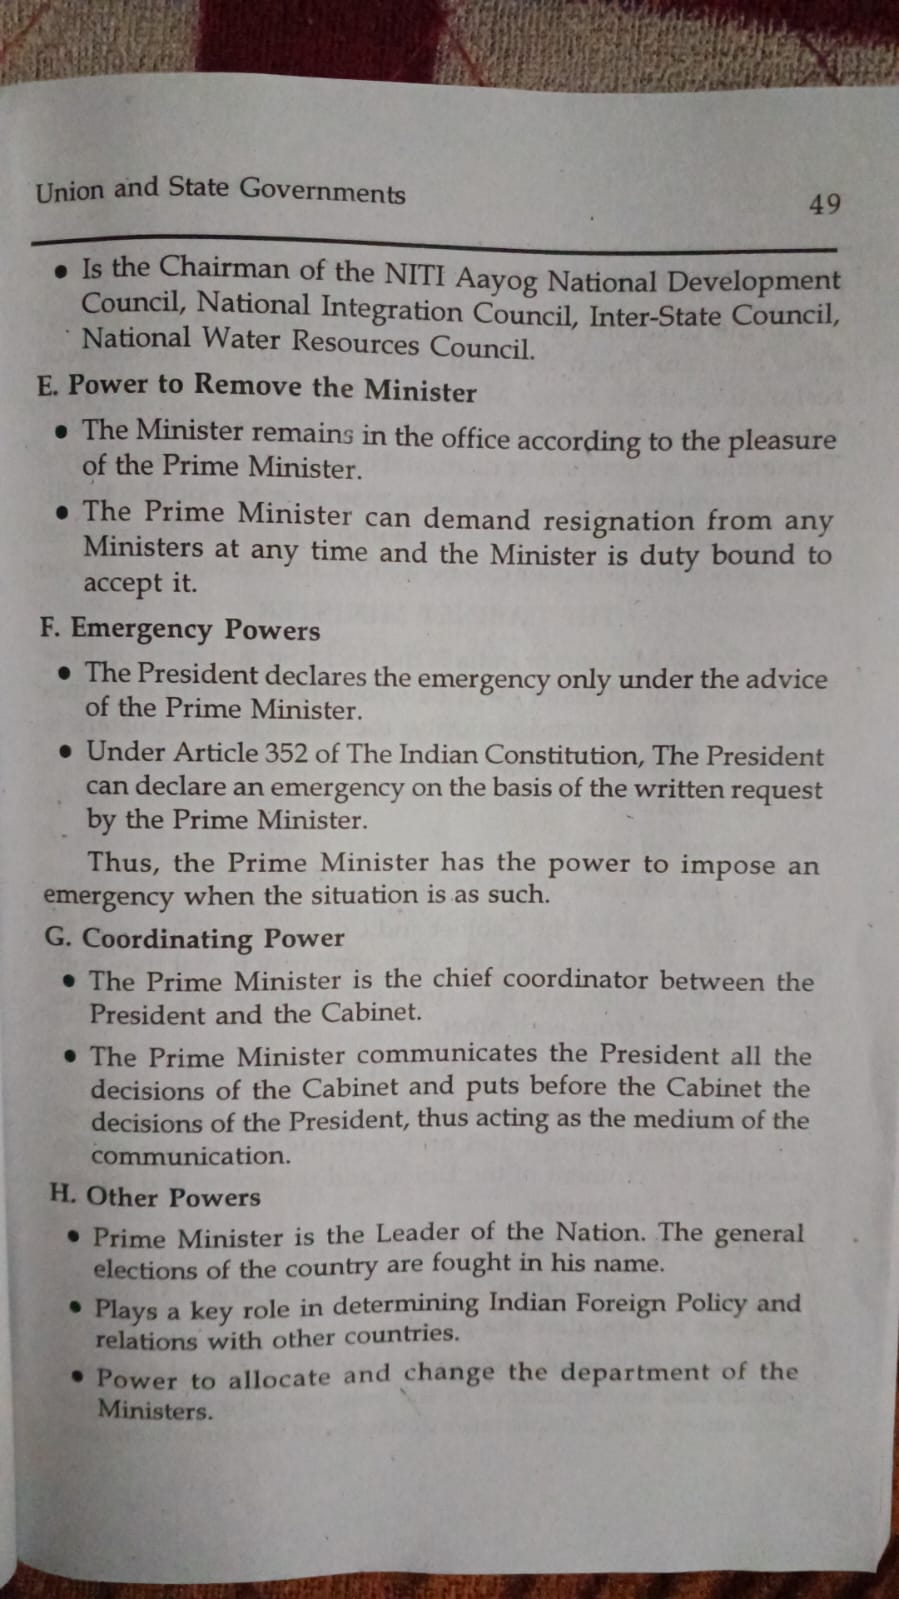 Union and State Governments
49
• Is the Chairman of the NITI Aayog National Development
Council, National Integration Council, Inter-State Council,
National Water Resources Council.
E. Power to Remove the Minister
• The Minister remains in the office according to the pleasure
of the Prime Minister.
• The Prime Minister can demand resignation from any
Ministers at any time and the Minister is duty bound to
accept it.
F. Emergency Powers
• The President declares the emergency only under the advice
of the Prime Minister.
• Under Article 352 of The Indian Constitution, The President
can declare an emergency on the basis of the written request
by the Prime Minister.
Thus, the Prime Minister has the power to impose an
emergency when the situation is as such.
G. Coordinating Power
• The Prime Minister is the chief coordinator between the
President and the Cabinet.
• The Prime Minister communicates the President all the
decisions of the Cabinet and puts before the Cabinet the
decisions of the President, thus acting as the medium of the
communication.
H. Other Powers
• Prime Minister is the Leader of the Nation. The general
elections of the country are fought in his name.
• Plays a key role in determining Indian Foreign Policy and
relations with other countries.
• Power to allocate and change the department of the
Ministers.